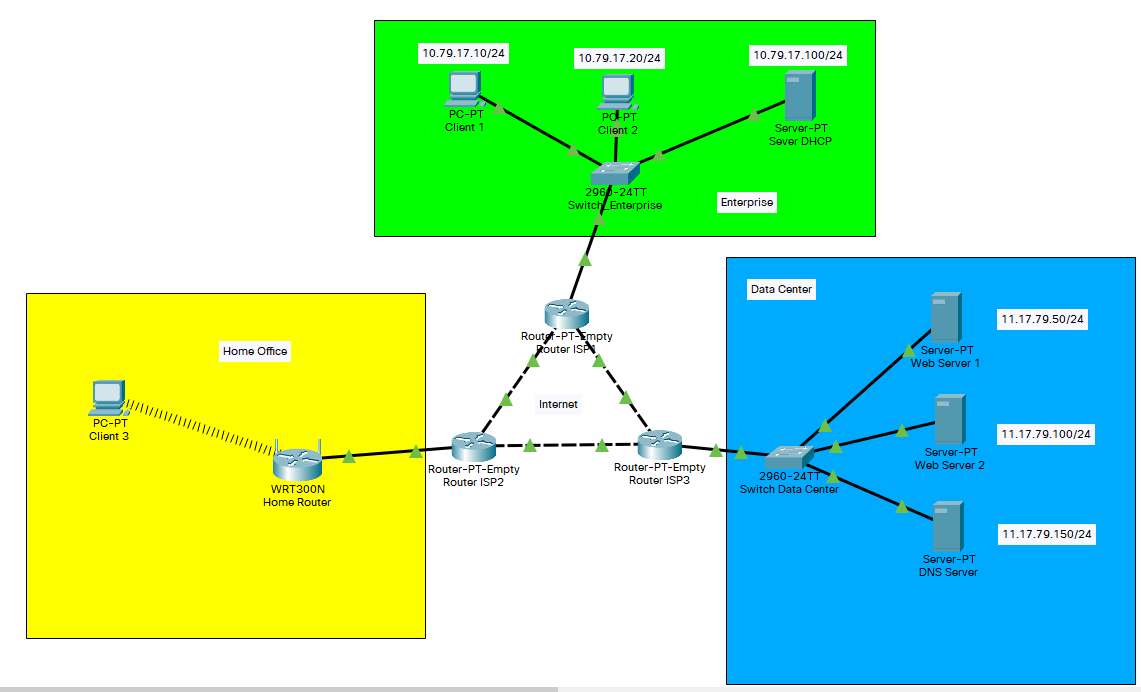 10.79.17.10/24
10.79.17.20/24
10.79.17.100/24
PC-PT
Client 1
PC-PT
Client 2
Server-PT
Sever DHCP
2960-24TT
Switch_Enterprise
Enterprise
Data Center
Router-PT-Empty
Router ISP1
Internet
Home Office
PC-PT
Client 3
WRT300N
Home Router
Router-PT-Empty
Router ISP2
Router-PT-Empty
Router ISP3
2960-24TT
Switch Data Center
11.17.79.50/24
Server-PT
Web Server 1
11.17.79.100/24
Server-PT
Web Server 2
11.17.79.150/24
Server-PT
DNS Server